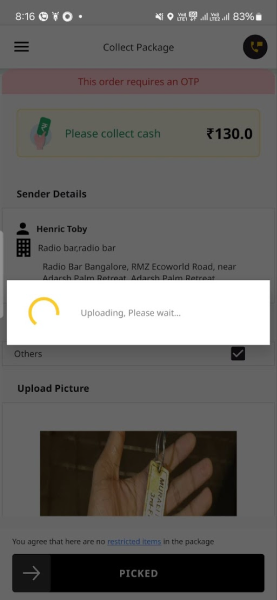 8:16
83%
Collect Package
This order requires an OTP
Please collect cash
₹130.0
Sender Details
Henric Toby
Radio bar,radio bar
Radio Bar Bangalore, RMZ Ecoworld Road, near
Adarsh Palm Retreat, Adarsh Palm Retreat
Uploading, Please wait...
Others
Upload Picture
You agree that here are no restricted items in the package
PICKED